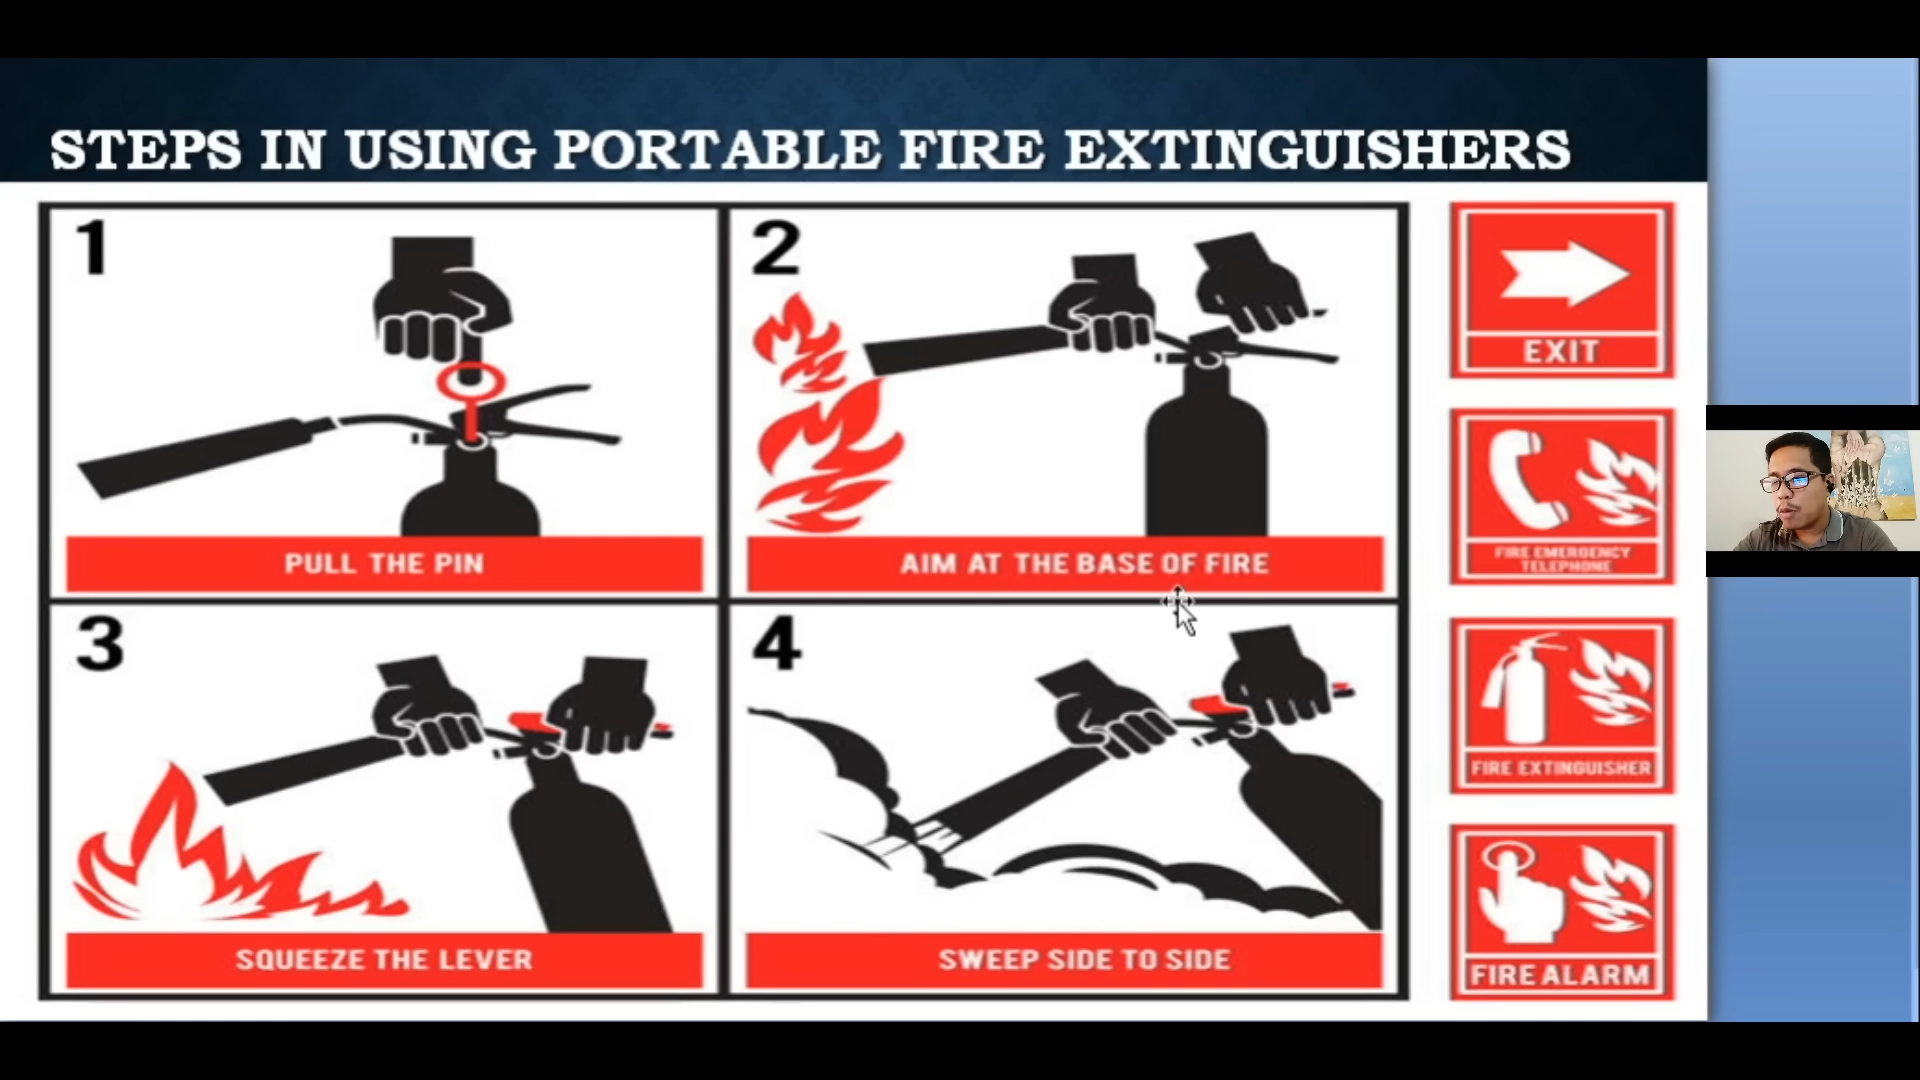 STEPS IN USING PORTABLE FIRE EXTINGUISHERS
1
PULL THE PIN
2
AIM AT THE BASE OF FIRE
3
SQUEEZE THE LEVER
4
SWEEP SIDE TO SIDE
EXIT
FIRE EMERGENCY
TELEPHONE
FIRE EXTINGUISHER
FIRE ALARM